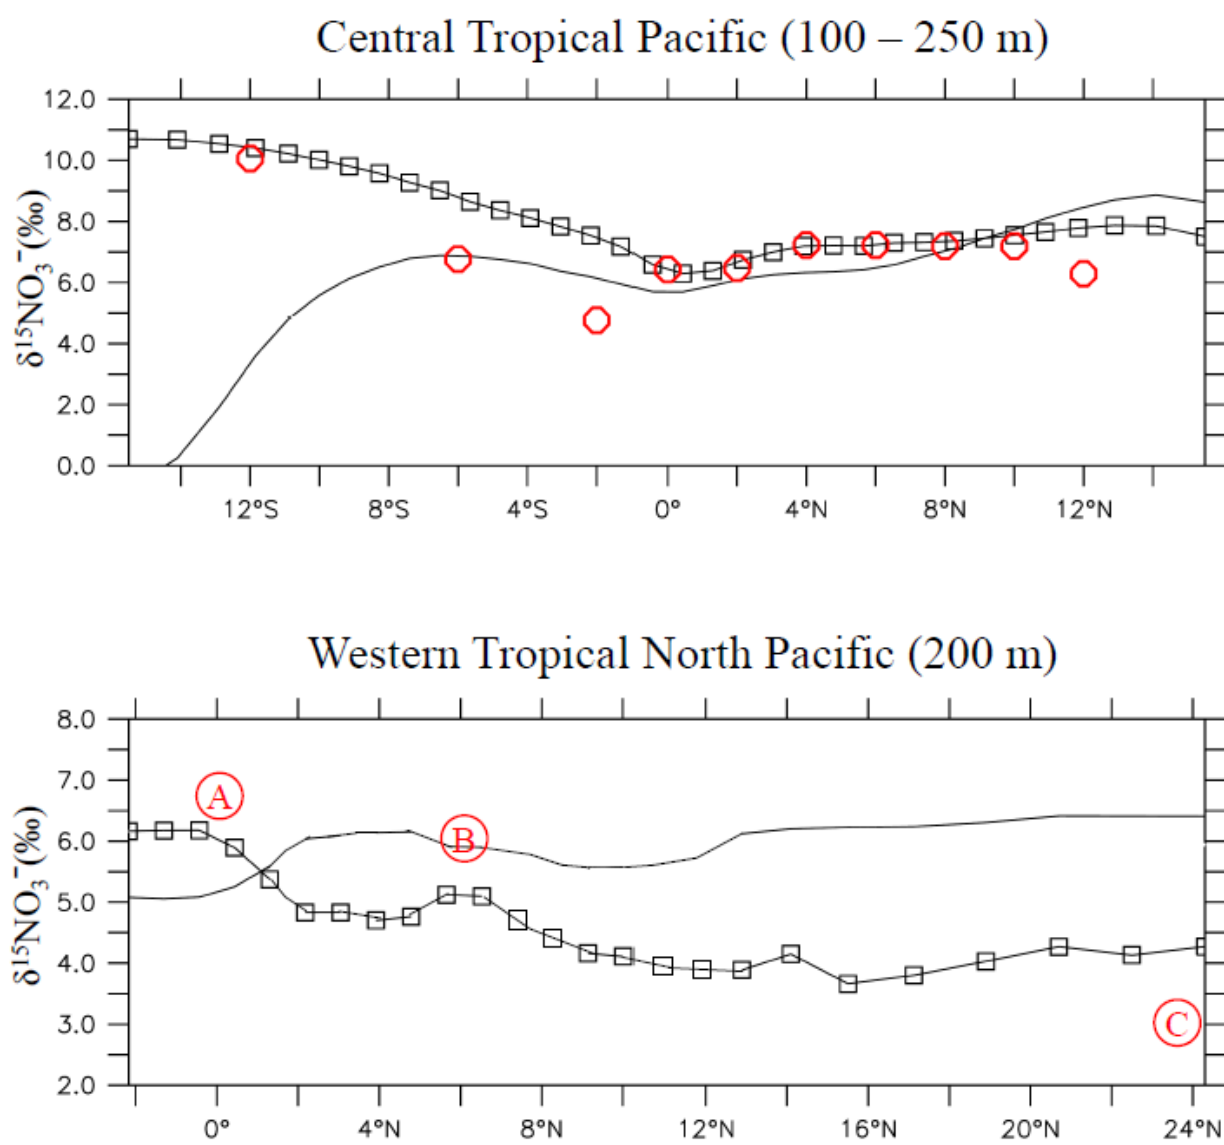 Central Tropical Pacific (100 – 250 m)
12.0
10.0
8.0
6.0
4.0
2.0
0.0
δ¹⁵NO₃⁻(‰)
12°S 8°S 4°S 0° 4°N 8°N 12°N
Western Tropical North Pacific (200 m)
8.0
7.0
6.0
5.0
4.0
3.0
2.0
δ¹⁵NO₃⁻(‰)
A
B
C
0° 4°N 8°N 12°N 16°N 20°N 24°N